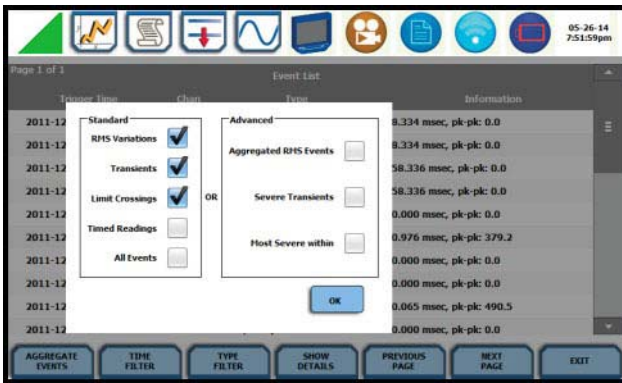 05-26-14
7:51:59pm
Page 1 of 1
Event List
Trigger Time Chan Type Information
2011-12 8.334 msec, pk-pk: 0.0
2011-12 8.334 msec, pk-pk: 0.0
2011-12 58.336 msec, pk-pk: 0.0
2011-12 58.336 msec, pk-pk: 0.0
2011-12 0.000 msec, pk-pk: 0.0
2011-12 0.976 msec, pk-pk: 379.2
2011-12 0.000 msec, pk-pk: 0.0
2011-12 0.000 msec, pk-pk: 0.0
2011-12 0.065 msec, pk-pk: 490.5
2011-12 0.000 msec, pk-pk: 0.0
Standard
RMS Variations
Transients
Limit Crossings
Timed Readings
All Events
OR
Advanced
Aggregated RMS Events
Severe Transients
Most Severe within
OK
AGGREGATE EVENTS
TIME FILTER
TYPE FILTER
SHOW DETAILS
PREVIOUS PAGE
NEXT PAGE
EXIT